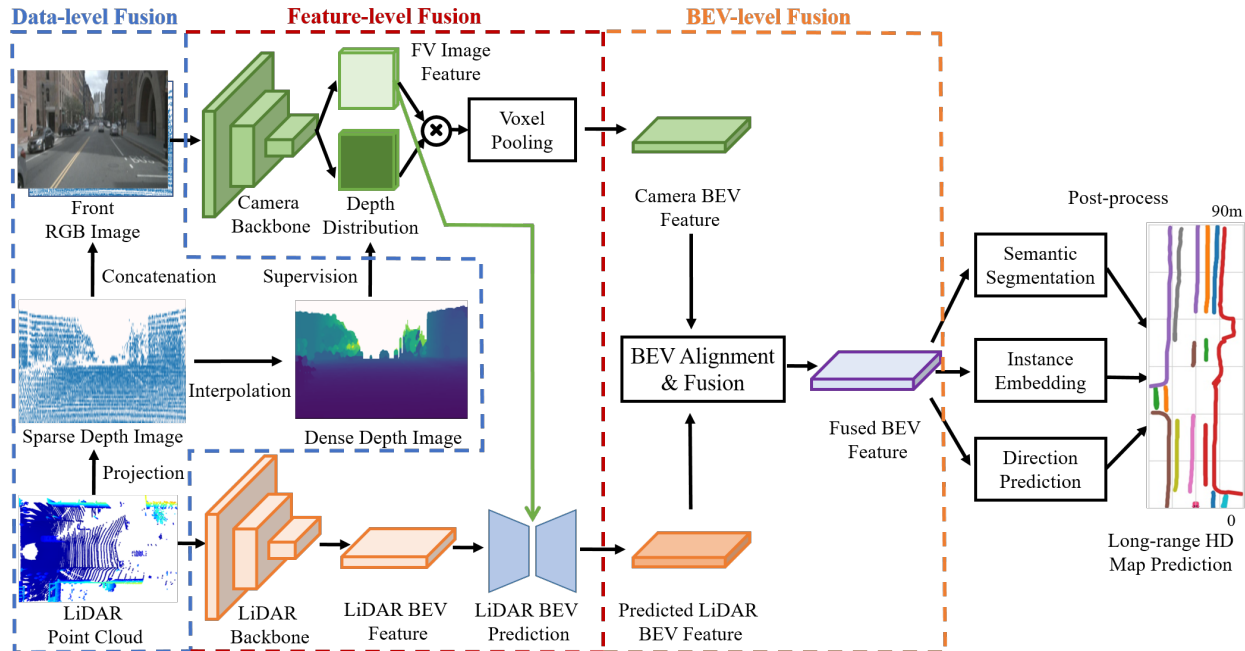 Data-level Fusion
Feature-level Fusion
BEV-level Fusion
FV Image
Feature
Voxel
Pooling
Front
RGB Image
Camera
Backbone
Depth
Distribution
Camera BEV
Feature
Concatenation
Supervision
Interpolation
Sparse Depth Image
Dense Depth Image
Projection
BEV Alignment
& Fusion
Fused BEV
Feature
Post-process
90m
Semantic
Segmentation
Instance
Embedding
Direction
Prediction
0
Long-range HD
Map Prediction
LiDAR
Point Cloud
LiDAR
Backbone
LiDAR BEV
Feature
LiDAR BEV
Prediction
Predicted LiDAR
BEV Feature